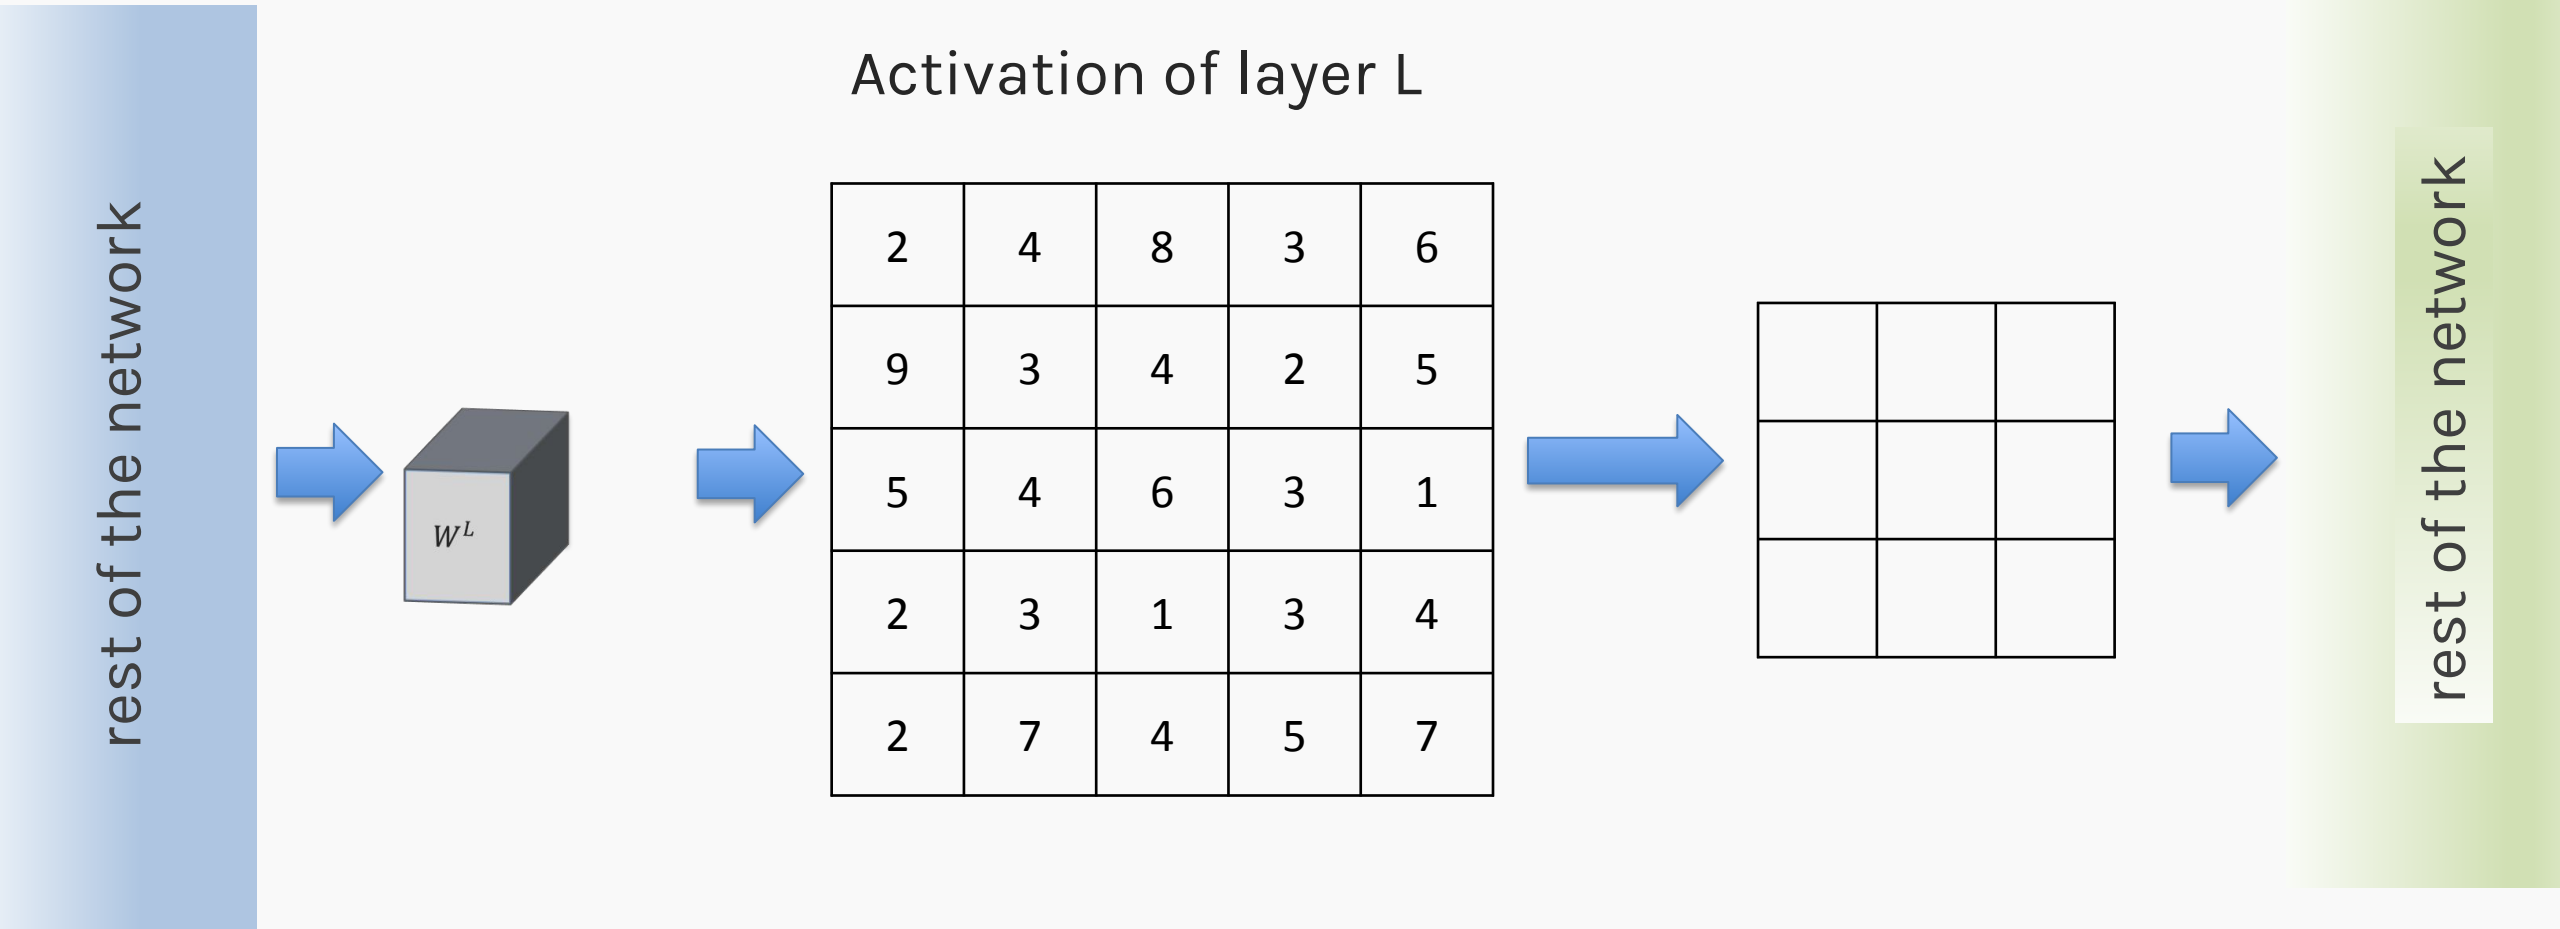 Activation of layer L
rest of the network
W^L
2 4 8 3 6
9 3 4 2 5
5 4 6 3 1
2 3 1 3 4
2 7 4 5 7
rest of the network